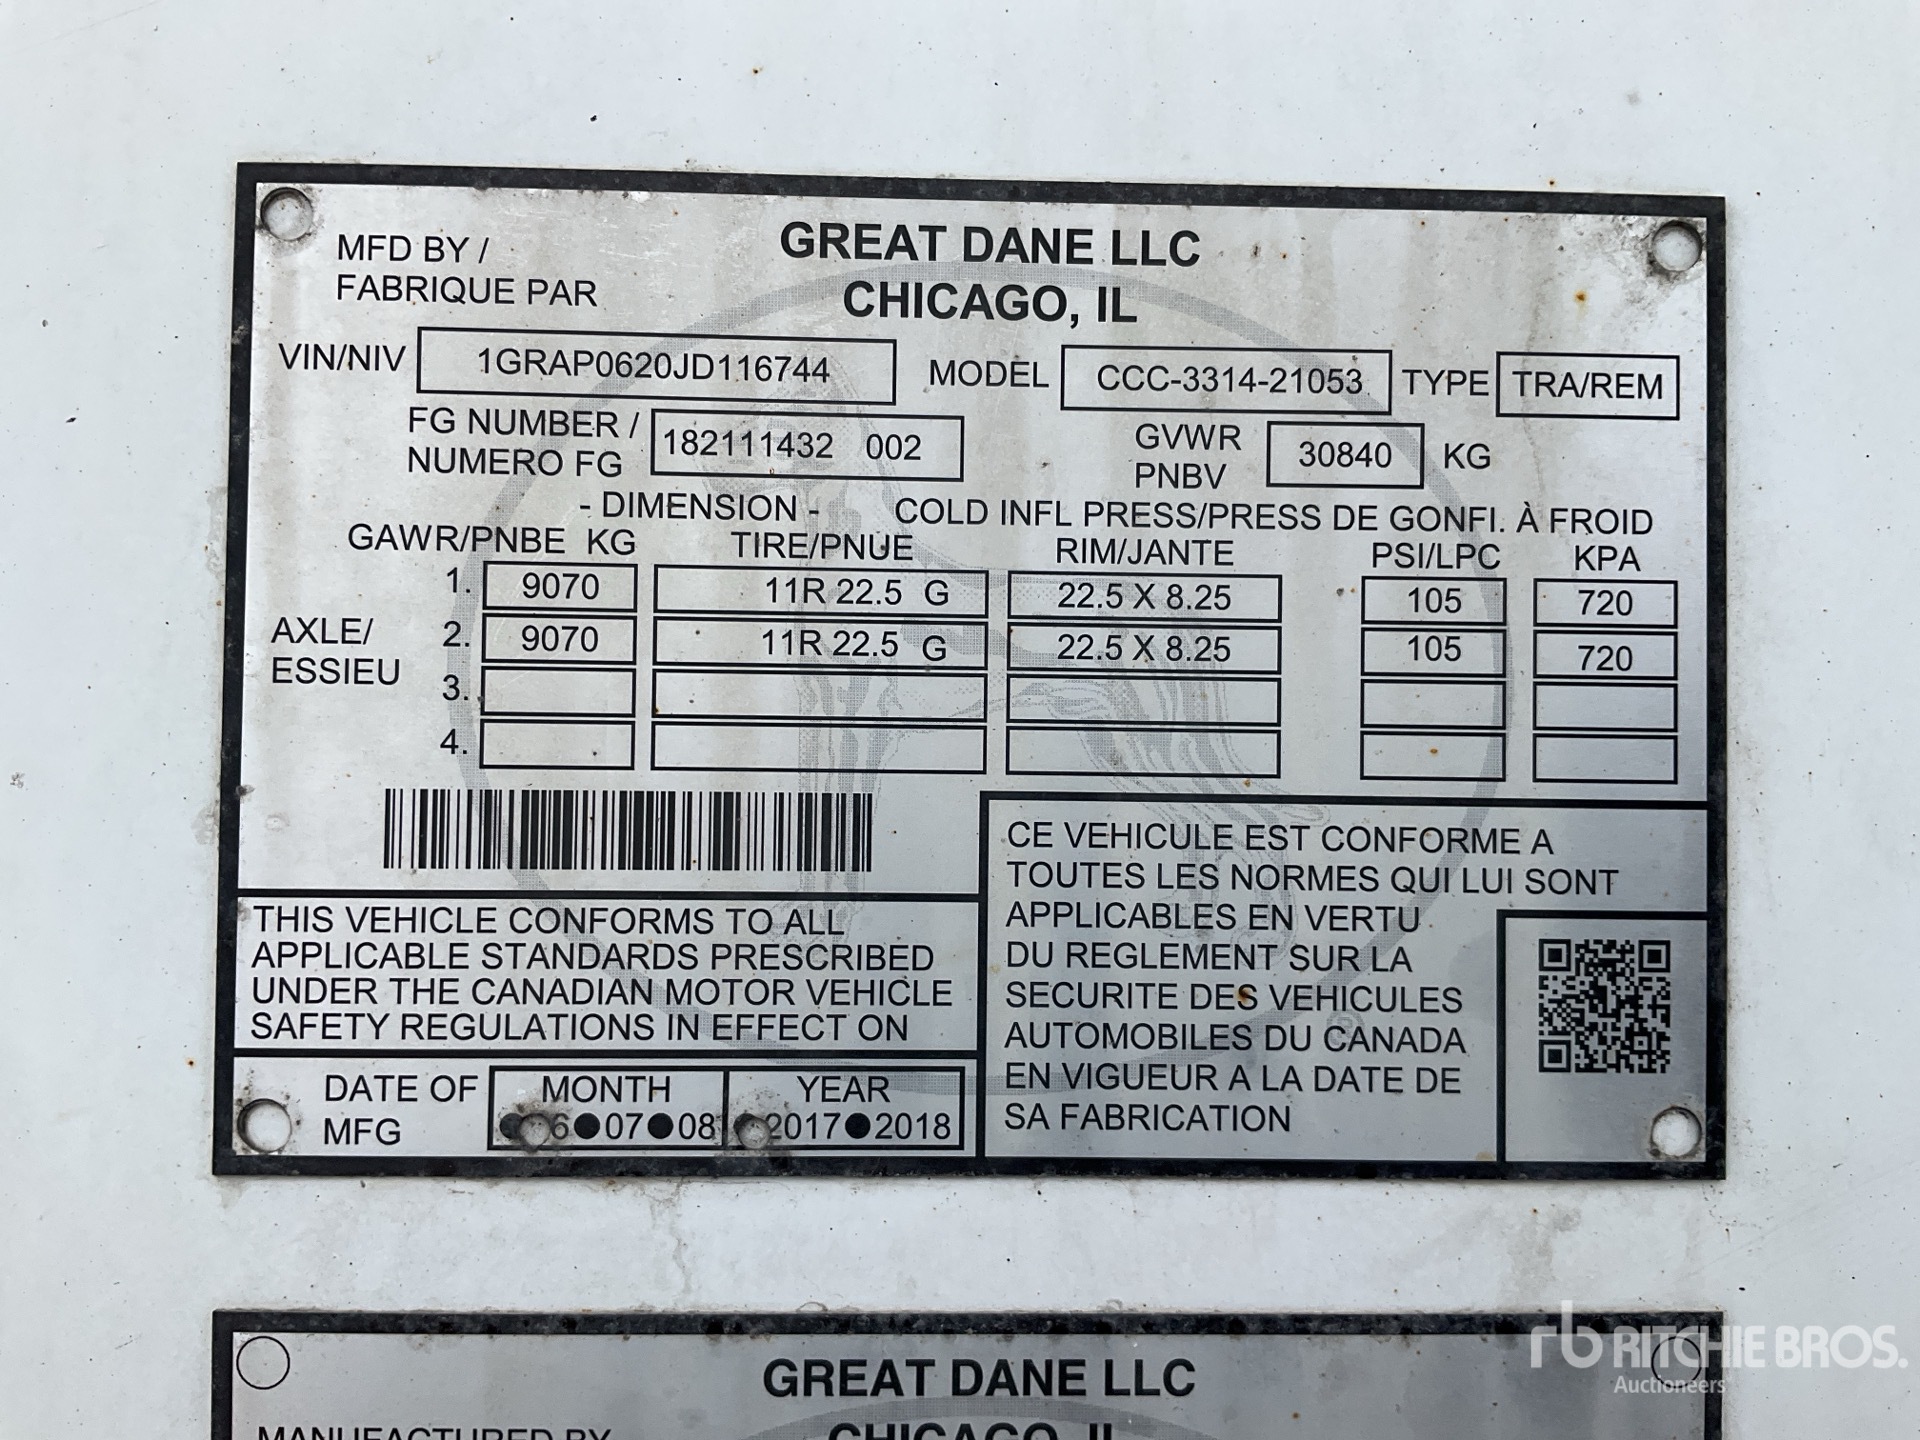 MFD BY /
FABRIQUE PAR
GREAT DANE LLC
CHICAGO, IL
VIN/NIV 1GRAP0620JD116744 MODEL CCC-3314-21053 TYPE TRA/REM
FG NUMBER /
NUMERO FG
182111432 002
GVWR
PNBV
30840 KG
- DIMENSION - COLD INFL PRESS/PRESS DE GONFI. À FROID
GAWR/PNBE KG TIRE/PNUE RIM/JANTE PSI/LPC KPA
AXLE/
ESSIEU
1. 9070 11R 22.5 G 22.5 X 8.25 105 720
2. 9070 11R 22.5 G 22.5 X 8.25 105 720
3.
4.
THIS VEHICLE CONFORMS TO ALL
APPLICABLE STANDARDS PRESCRIBED
UNDER THE CANADIAN MOTOR VEHICLE
SAFETY REGULATIONS IN EFFECT ON
DATE OF
MFG
MONTH YEAR
6●07●08 2017●2018
CE VEHICULE EST CONFORME A
TOUTES LES NORMES QUI LUI SONT
APPLICABLES EN VERTU
DU REGLEMENT SUR LA
SECURITE DES VEHICULES
AUTOMOBILES DU CANADA
EN VIGUEUR A LA DATE DE
SA FABRICATION
GREAT DANE LLC
CHICAGO, IL
MANUFACTURED BY
rb RITCHIE BROS.
Auctioneers